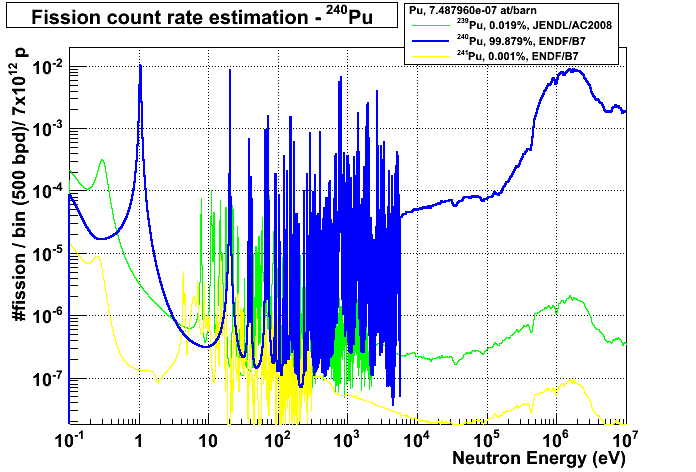 Fission count rate estimation - ²⁴⁰Pu
Pu, 7.487960e-07 at/barn
²³⁹Pu, 0.019%, JENDL/AC2008
²⁴⁰Pu, 99.879%, ENDF/B7
²⁴¹Pu, 0.001%, ENDF/B7
#fission / bin (500 bpd)/ 7x10¹² p
10⁻²
10⁻³
10⁻⁴
10⁻⁵
10⁻⁶
10⁻⁷
10⁻¹ 1 10 10² 10³ 10⁴ 10⁵ 10⁶ 10⁷
Neutron Energy (eV)